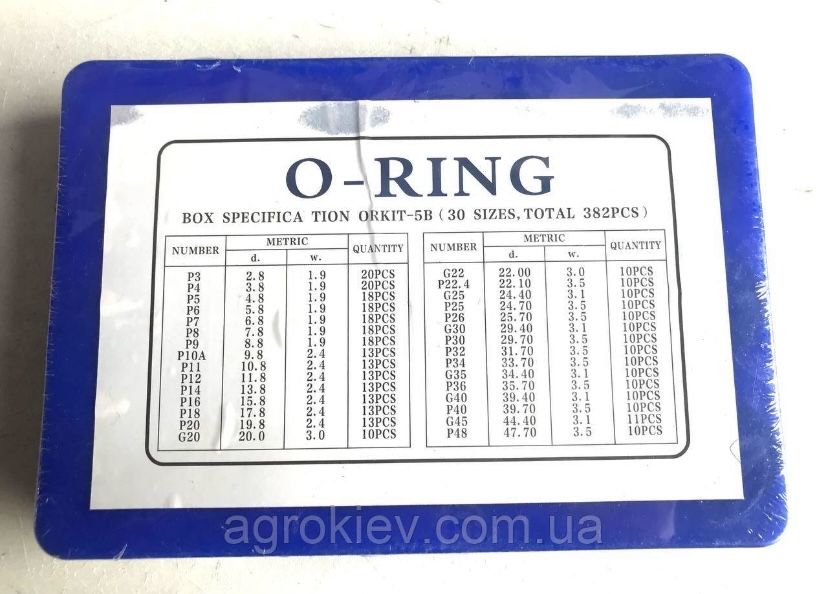 O-RING
BOX SPECIFICA TION ORKIT-5B (30 SIZES, TOTAL 382PCS)
NUMBER METRIC QUANTITY
d. w.
P3 2.8 1.9 20PCS
P4 3.8 1.9 20PCS
P5 4.8 1.9 18PCS
P6 5.8 1.9 18PCS
P7 6.8 1.9 18PCS
P8 7.8 1.9 18PCS
P9 8.8 1.9 18PCS
P10A 9.8 2.4 13PCS
P11 10.8 2.4 13PCS
P12 11.8 2.4 13PCS
P14 13.8 2.4 13PCS
P16 15.8 2.4 13PCS
P18 17.8 2.4 13PCS
P20 19.8 2.4 13PCS
G20 20.0 3.0 10PCS
NUMBER METRIC QUANTITY
d. w.
G22 22.00 3.0 10PCS
P22.4 22.10 3.5 10PCS
G25 24.40 3.1 10PCS
P25 24.70 3.5 10PCS
P26 25.70 3.5 10PCS
G30 29.40 3.1 10PCS
P30 29.70 3.5 10PCS
P32 31.70 3.5 10PCS
P34 33.70 3.5 10PCS
G35 34.40 3.1 10PCS
P36 35.70 3.5 10PCS
G40 39.40 3.1 10PCS
P40 39.70 3.5 10PCS
G45 44.40 3.1 11PCS
P48 47.70 3.5 10PCS
agrokiev.com.ua